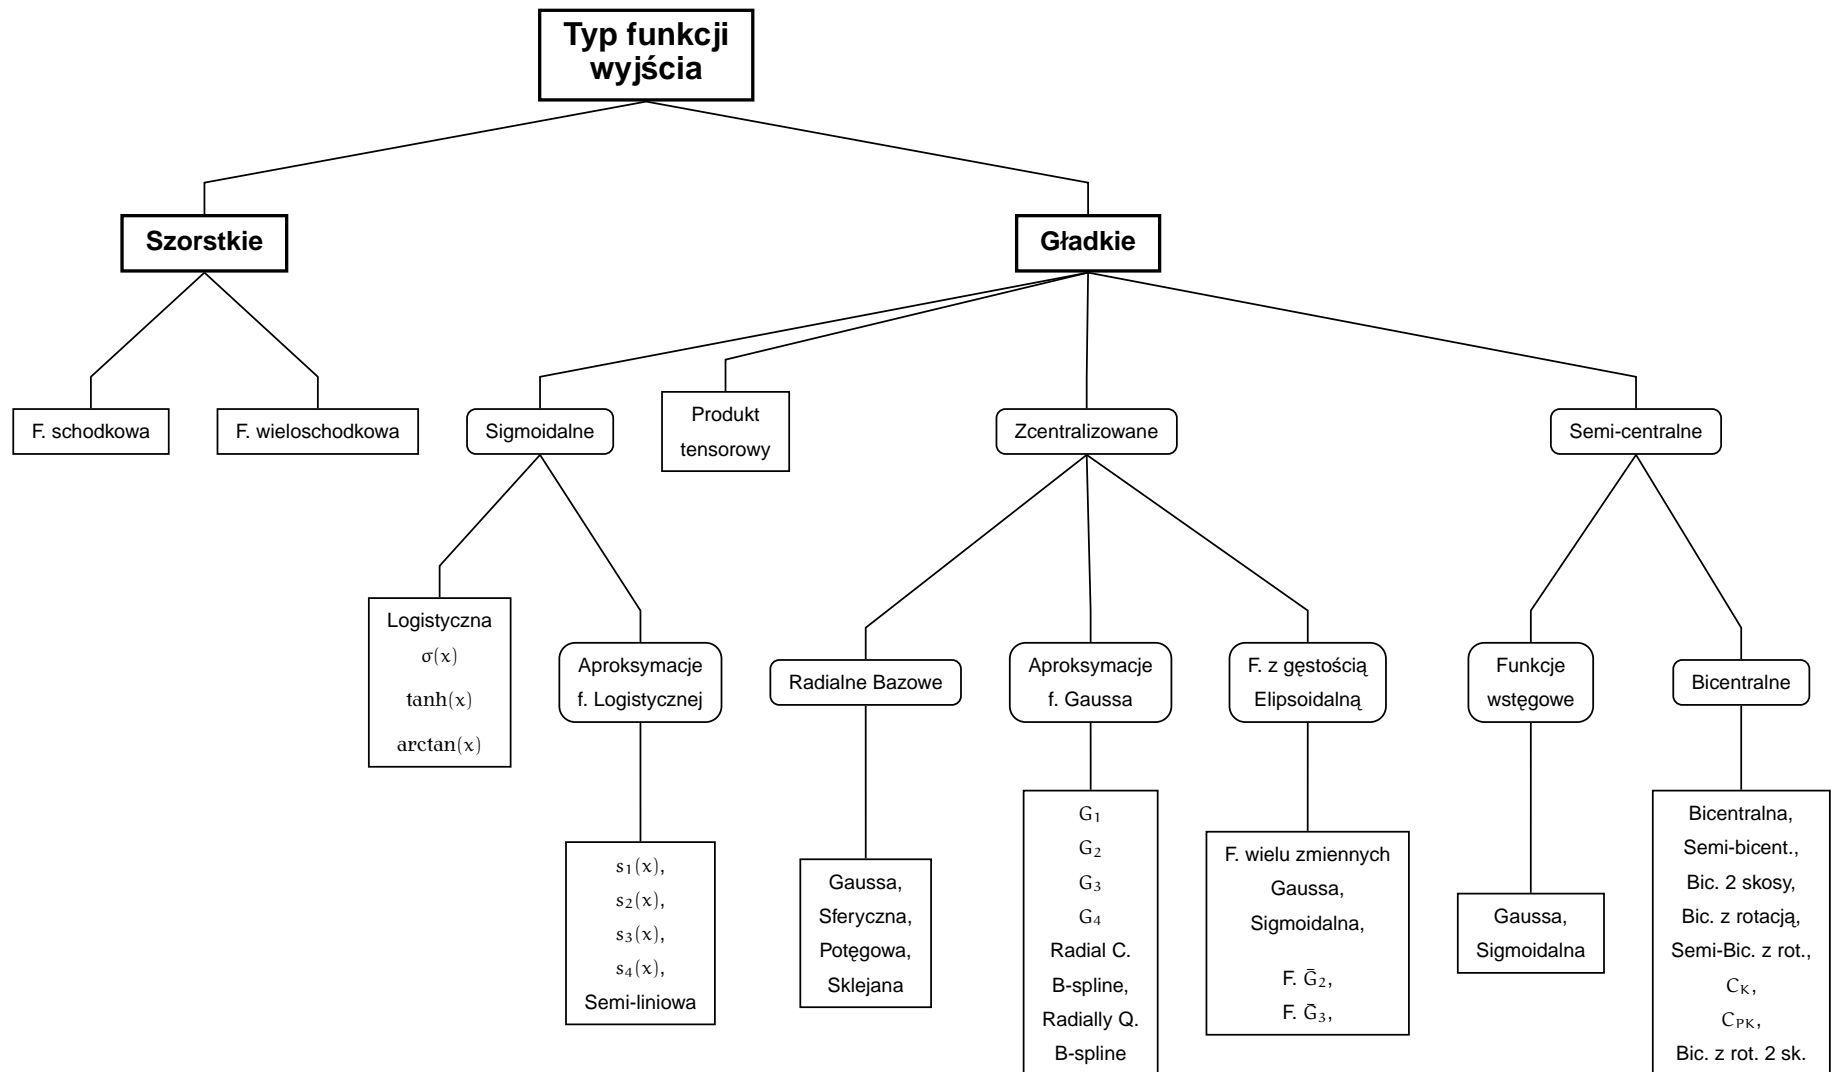 Typ funkcji
wyjścia
Szorstkie
Gładkie
F. schodkowa
F. wieloschodkowa
Sigmoidalne
Produkt
tensorowy
Zcentralizowane
Semi-centralne
Logistyczna
σ(x)
tanh(x)
arctan(x)
Aproksymacje
f. Logistycznej
Radialne Bazowe
Aproksymacje
f. Gaussa
F. z gęstością
Elipsoidalną
Funkcje
wstęgowe
Bicentralne
s₁(x),
s₂(x),
s₃(x),
s₄(x),
Semi-liniowa
Gaussa,
Sferyczna,
Potęgowa,
Sklejana
G₁
G₂
G₃
G₄
Radial C.
B-spline,
Radially Q.
B-spline
F. wielu zmiennych
Gaussa,
Sigmoidalna,
F. Ḡ₂,
F. Ḡ₃,
Gaussa,
Sigmoidalna
Bicentralna,
Semi-bicent.,
Bic. 2 skosy,
Bic. z rotacją,
Semi-Bic. z rot.,
C_K,
C_PK,
Bic. z rot. 2 sk.